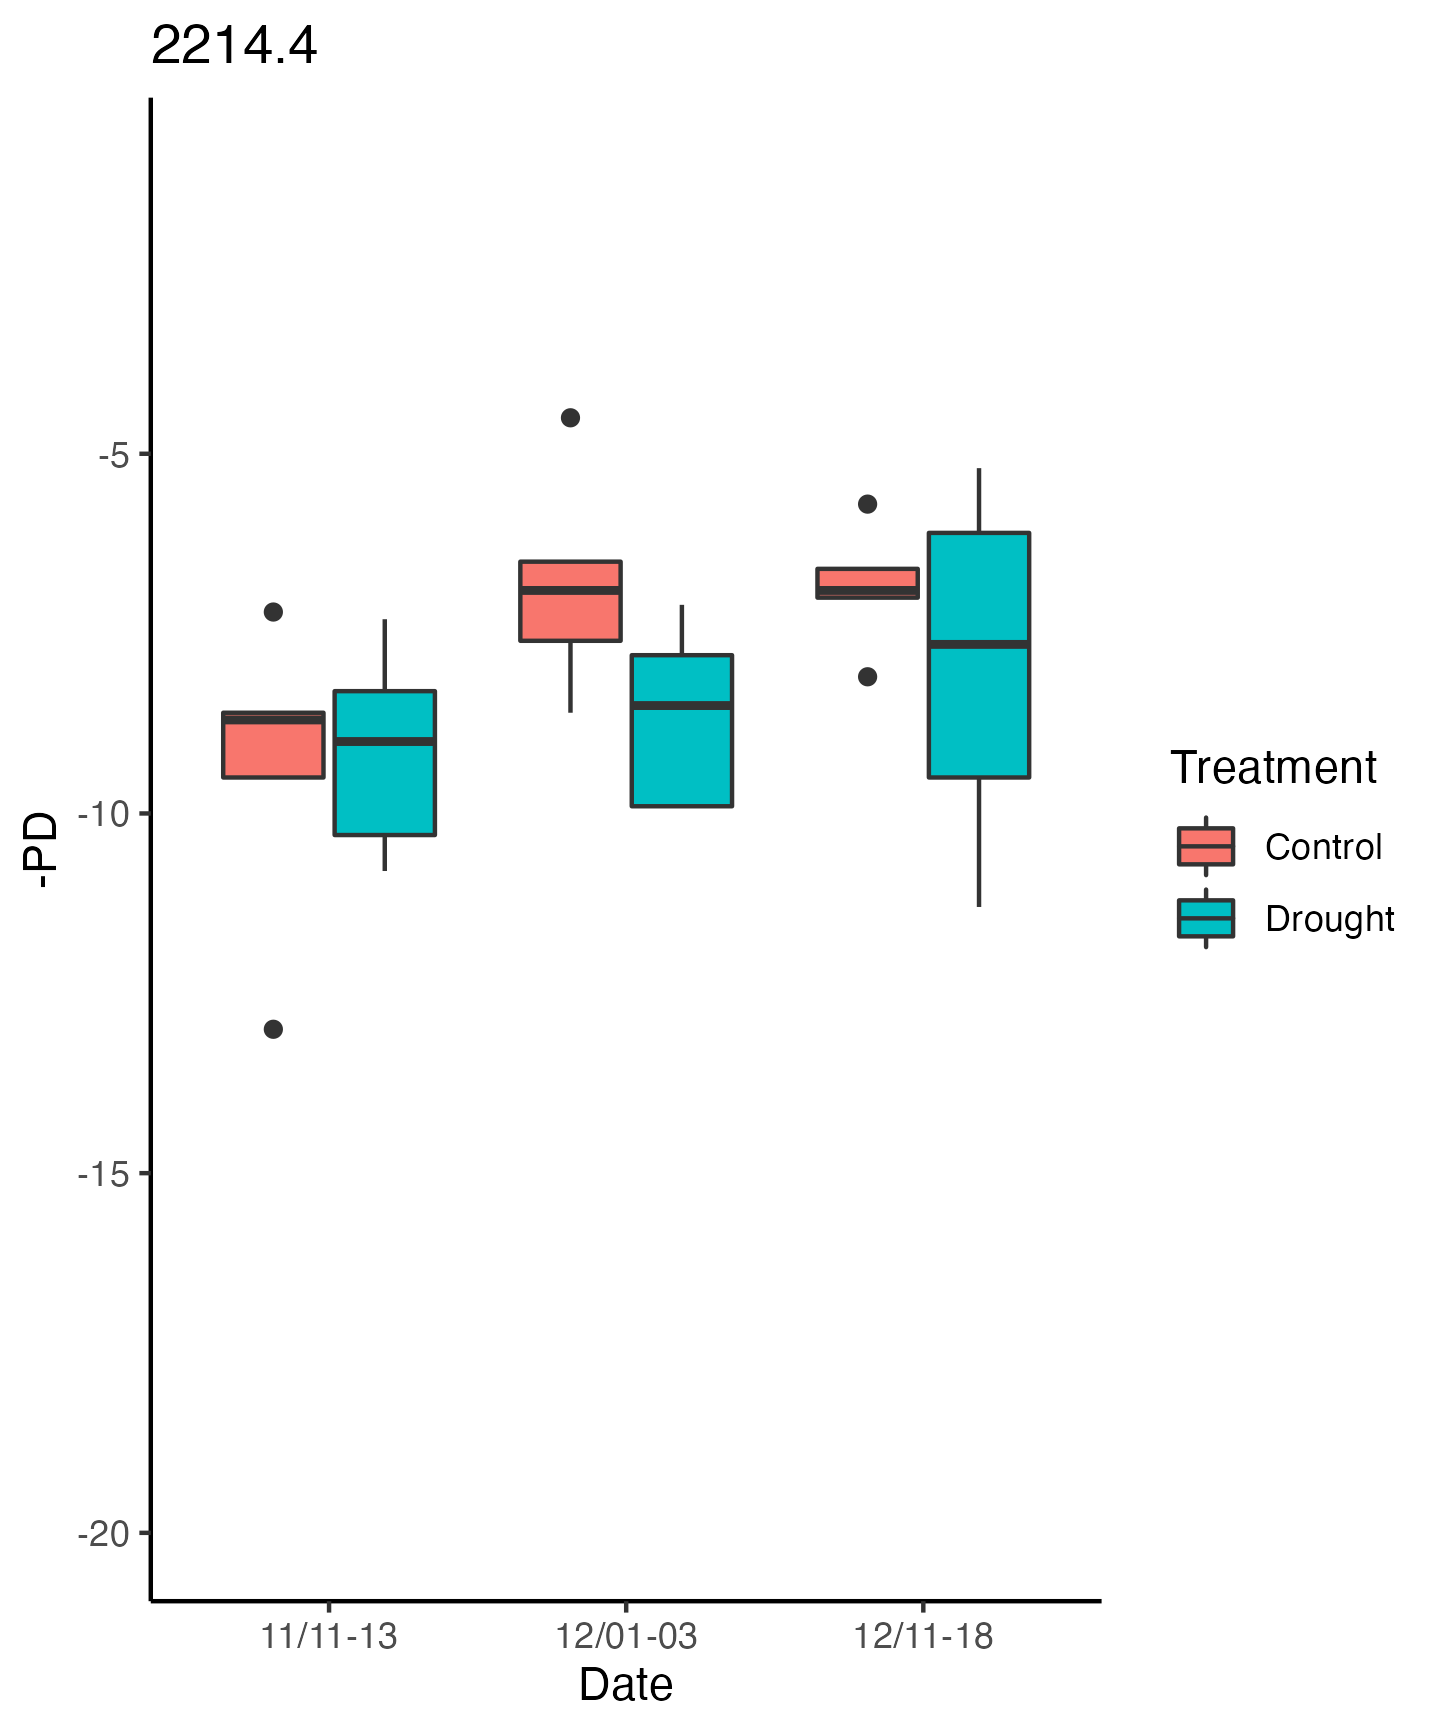 2214.4
-5
-10
-15
-20
-PD
11/11-13
12/01-03
12/11-18
Date
Treatment
Control
Drought